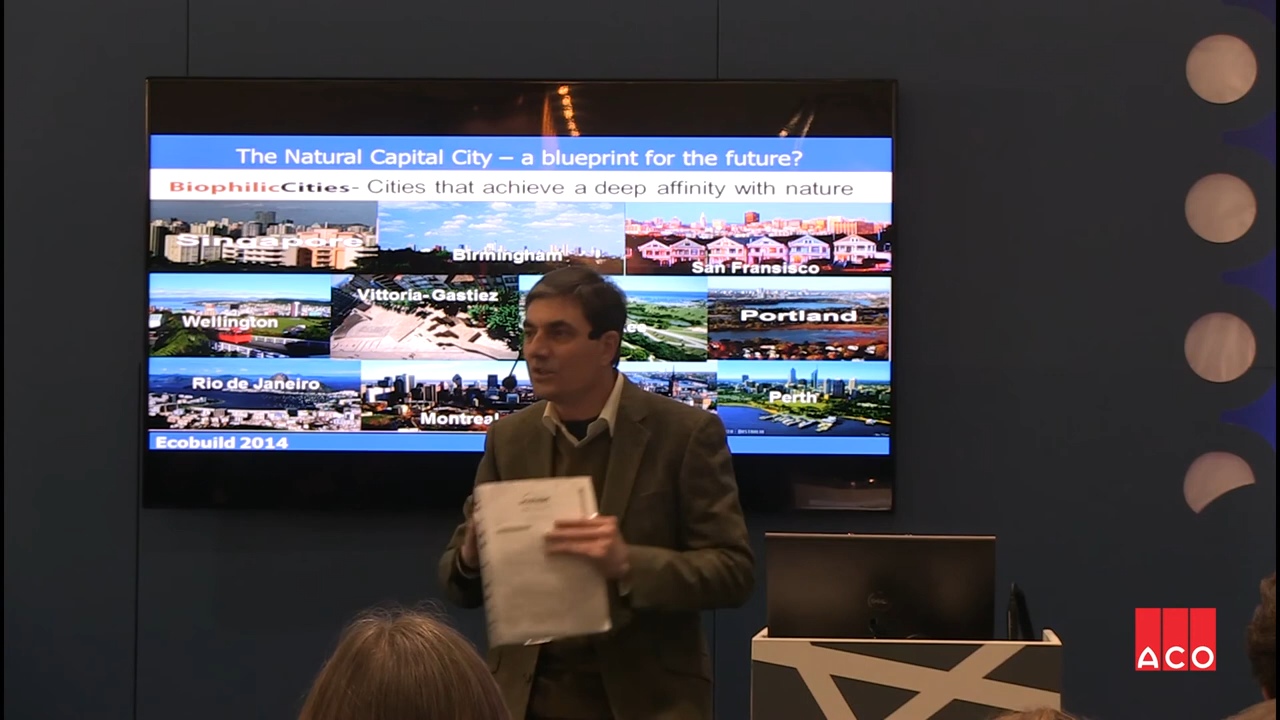 The Natural Capital City – a blueprint for the future?
BiophilicCities- Cities that achieve a deep affinity with nature
Singapore
Birmingham
San Fransisco
Wellington
Vittoria-Gastiez
Portland
Rio de Janeiro
Montreal
Perth
Ecobuild 2014
ACO